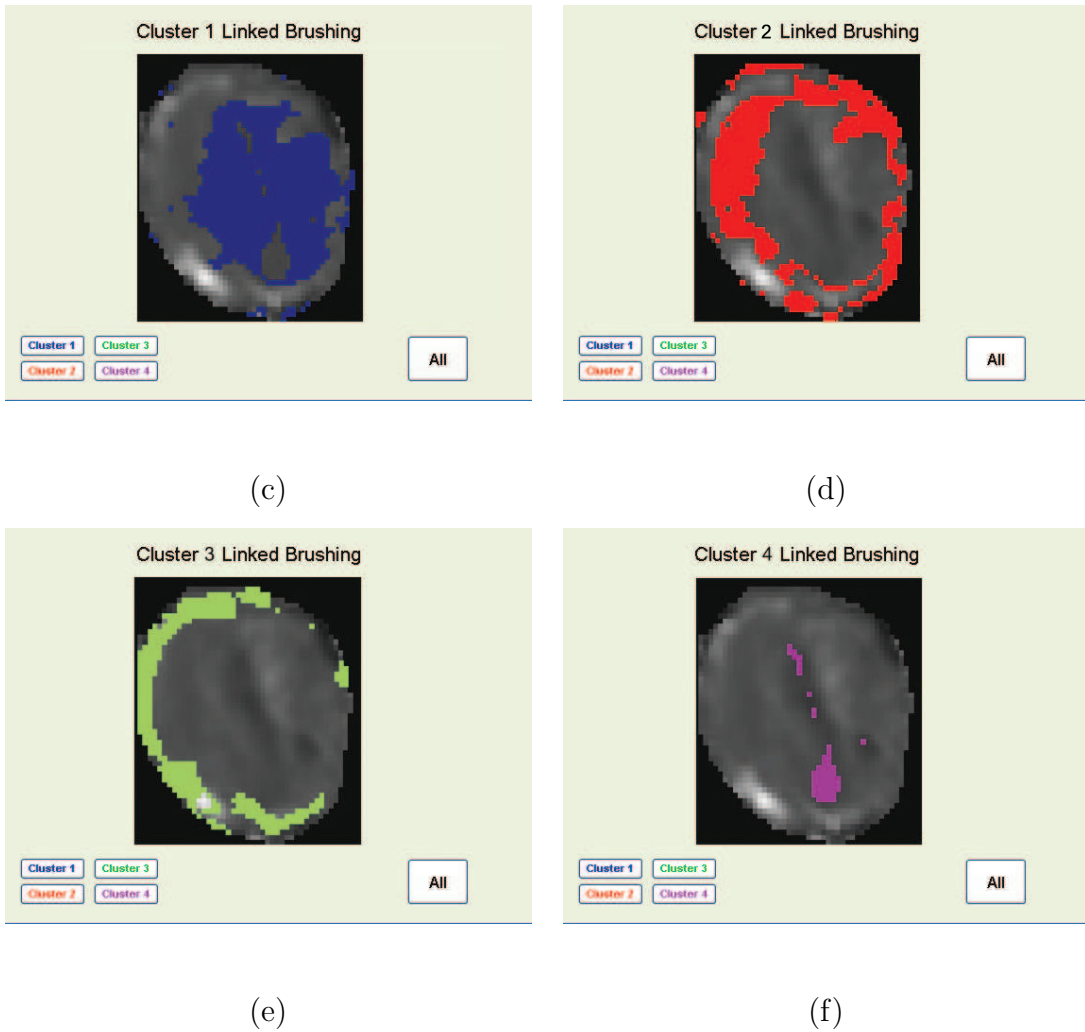 Cluster 1 Linked Brushing
Cluster 1 Cluster 3
Cluster 2 Cluster 4
All
(c)
Cluster 2 Linked Brushing
Cluster 1 Cluster 3
Cluster 2 Cluster 4
All
(d)
Cluster 3 Linked Brushing
Cluster 1 Cluster 3
Cluster 2 Cluster 4
All
(e)
Cluster 4 Linked Brushing
Cluster 1 Cluster 3
Cluster 2 Cluster 4
All
(f)